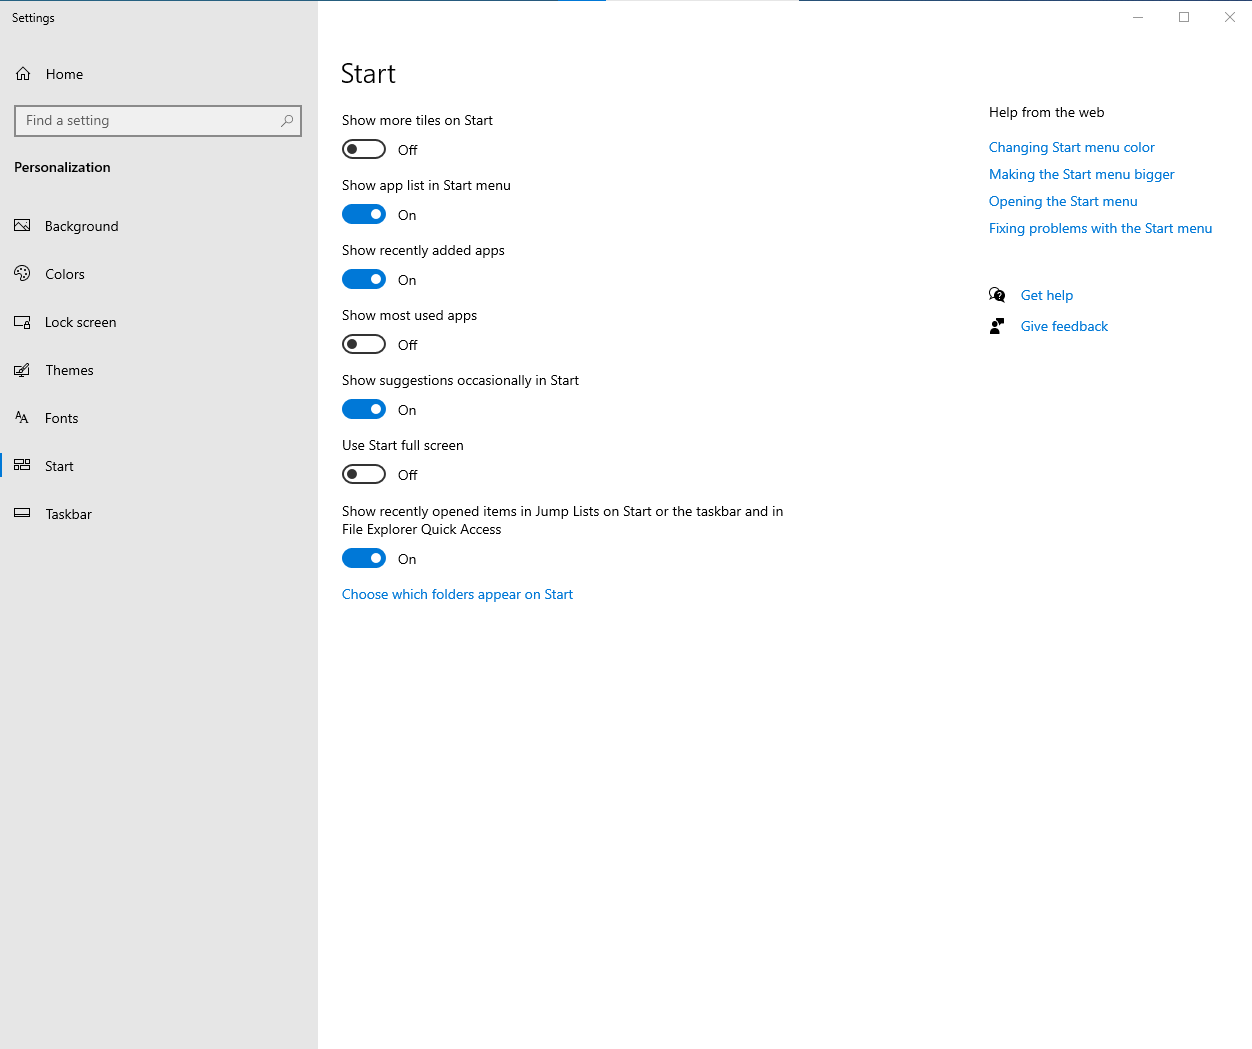 Settings
Home
Find a setting
Personalization
Background
Colors
Lock screen
Themes
Fonts
Start
Taskbar
Start
Show more tiles on Start
Off
Show app list in Start menu
On
Show recently added apps
On
Show most used apps
Off
Show suggestions occasionally in Start
On
Use Start full screen
Off
Show recently opened items in Jump Lists on Start or the taskbar and in
File Explorer Quick Access
On
Choose which folders appear on Start
Help from the web
Changing Start menu color
Making the Start menu bigger
Opening the Start menu
Fixing problems with the Start menu
Get help
Give feedback